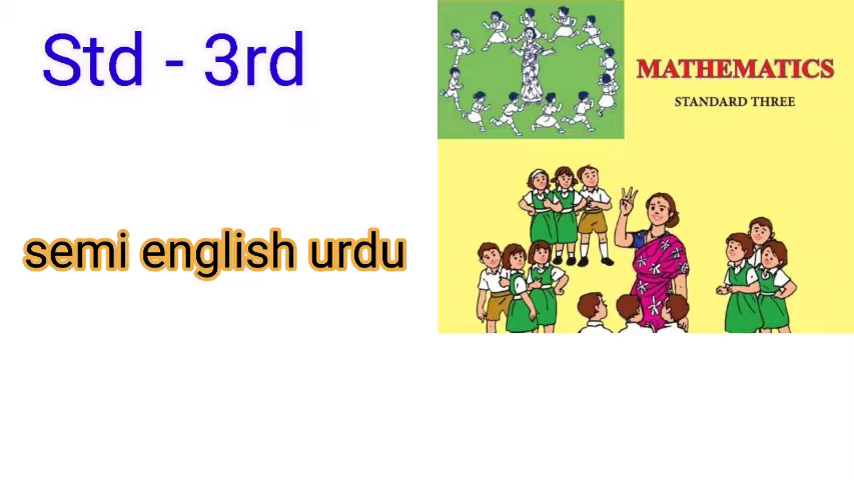 Std - 3rd
MATHEMATICS
STANDARD THREE
semi english urdu